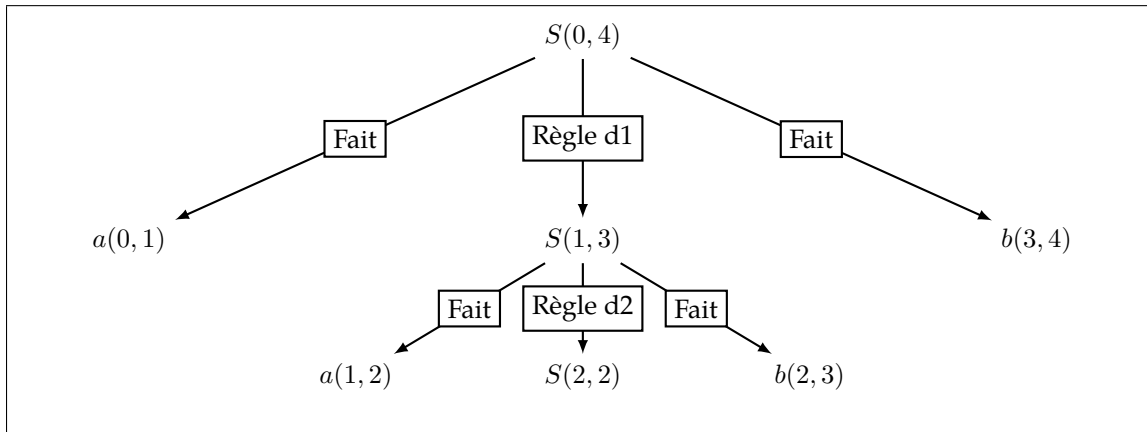 S(0, 4)
Fait Règle d1 Fait
a(0, 1) S(1, 3) b(3, 4)
Fait Règle d2 Fait
a(1, 2) S(2, 2) b(2, 3)